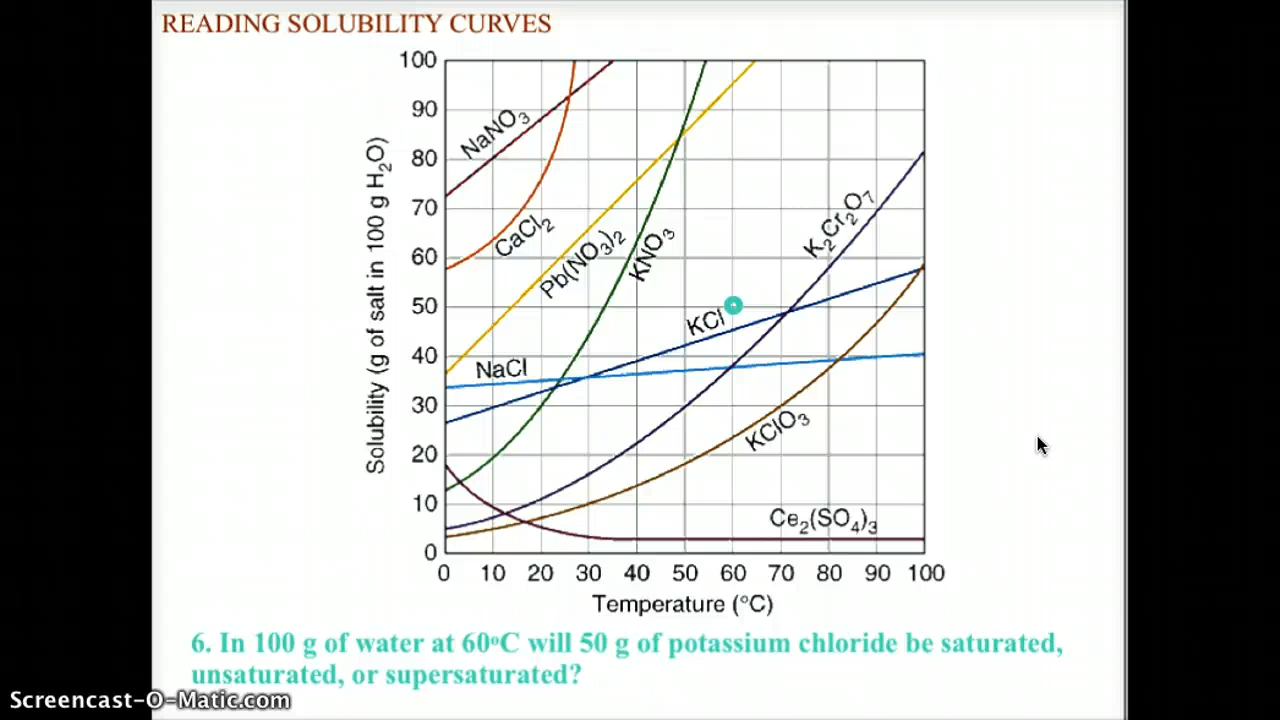 READING SOLUBILITY CURVES
100
90
80
70
60
50
40
30
20
10
0
Solubility (g of salt in 100 g H₂O)
NaNO₃
CaCl₂
Pb(NO₃)₂
KNO₃
K₂Cr₂O₇
KCl
NaCl
KClO₃
Ce₂(SO₄)₃
0 10 20 30 40 50 60 70 80 90 100
Temperature (°C)
6. In 100 g of water at 60ºC will 50 g of potassium chloride be saturated,
unsaturated, or supersaturated?
Screencast-O-Matic.com